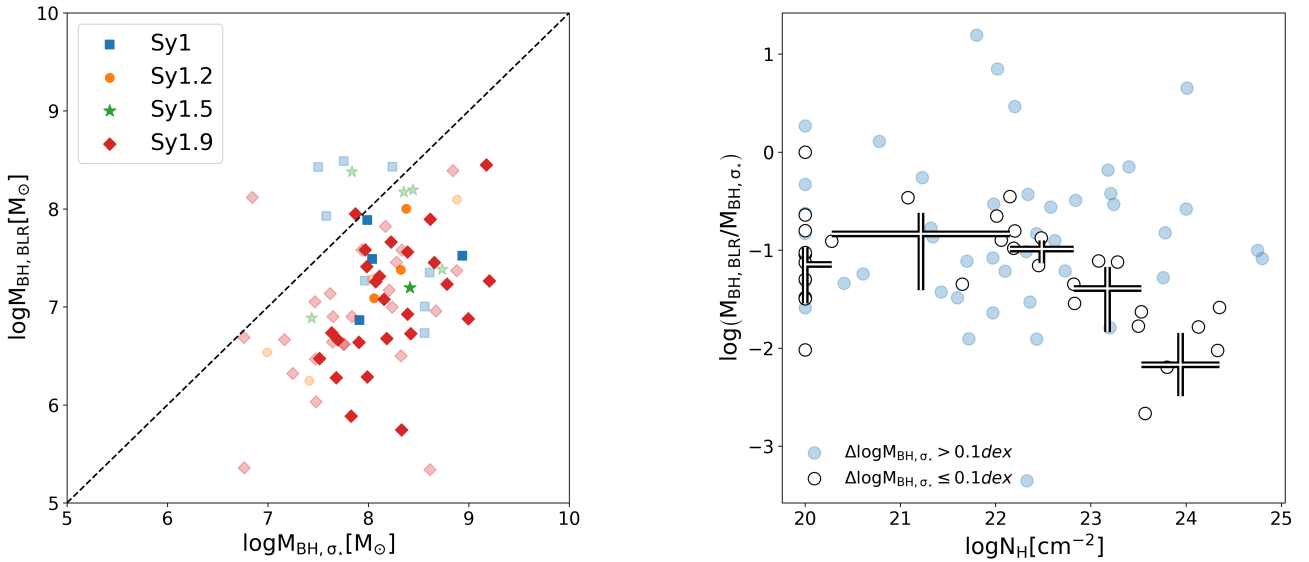 10
9
8
7
6
5
5 6 7 8 9 10
logM_BH, BLR[M_⊙]
logM_BH, σ⋆[M_⊙]
Sy1
Sy1.2
Sy1.5
Sy1.9
1
0
−1
−2
−3
20 21 22 23 24 25
log(M_BH, BLR/M_BH, σ⋆)
logN_H[cm^−2]
ΔlogM_BH, σ⋆ > 0.1dex
ΔlogM_BH, σ⋆ ≤ 0.1dex